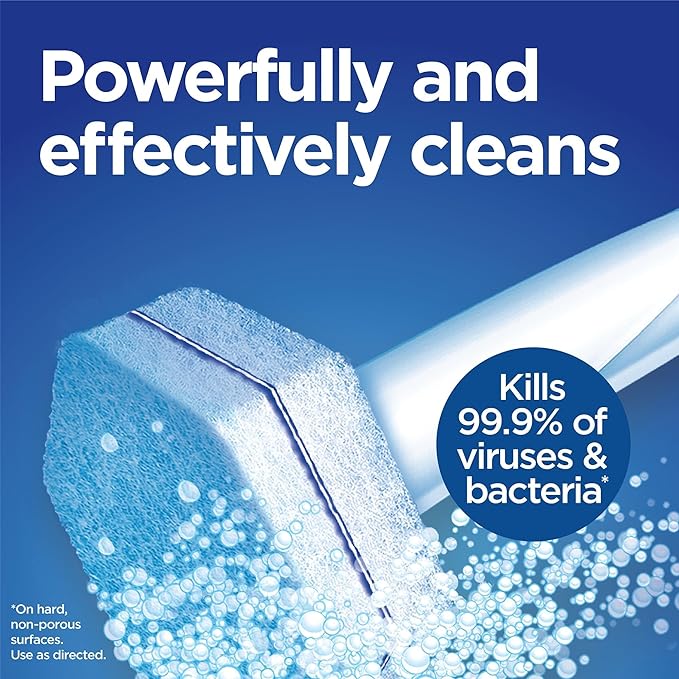 Powerfully and
effectively cleans
Kills
99.9% of
viruses &
bacteria*
*On hard,
non-porous
surfaces.
Use as directed.